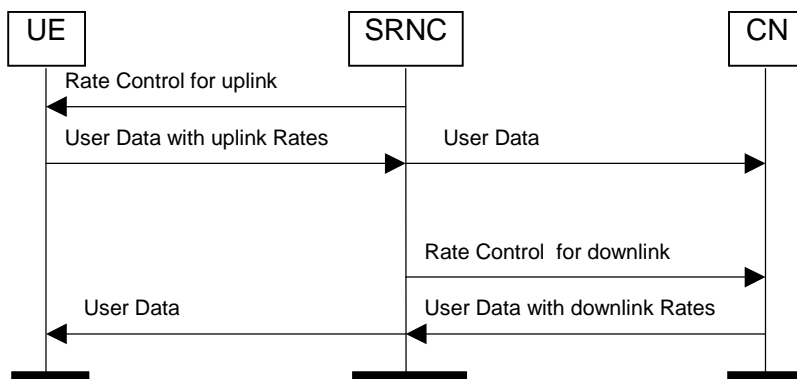 UE
SRNC
CN
Rate Control for uplink
User Data with uplink Rates
User Data
Rate Control for downlink
User Data
User Data with downlink Rates